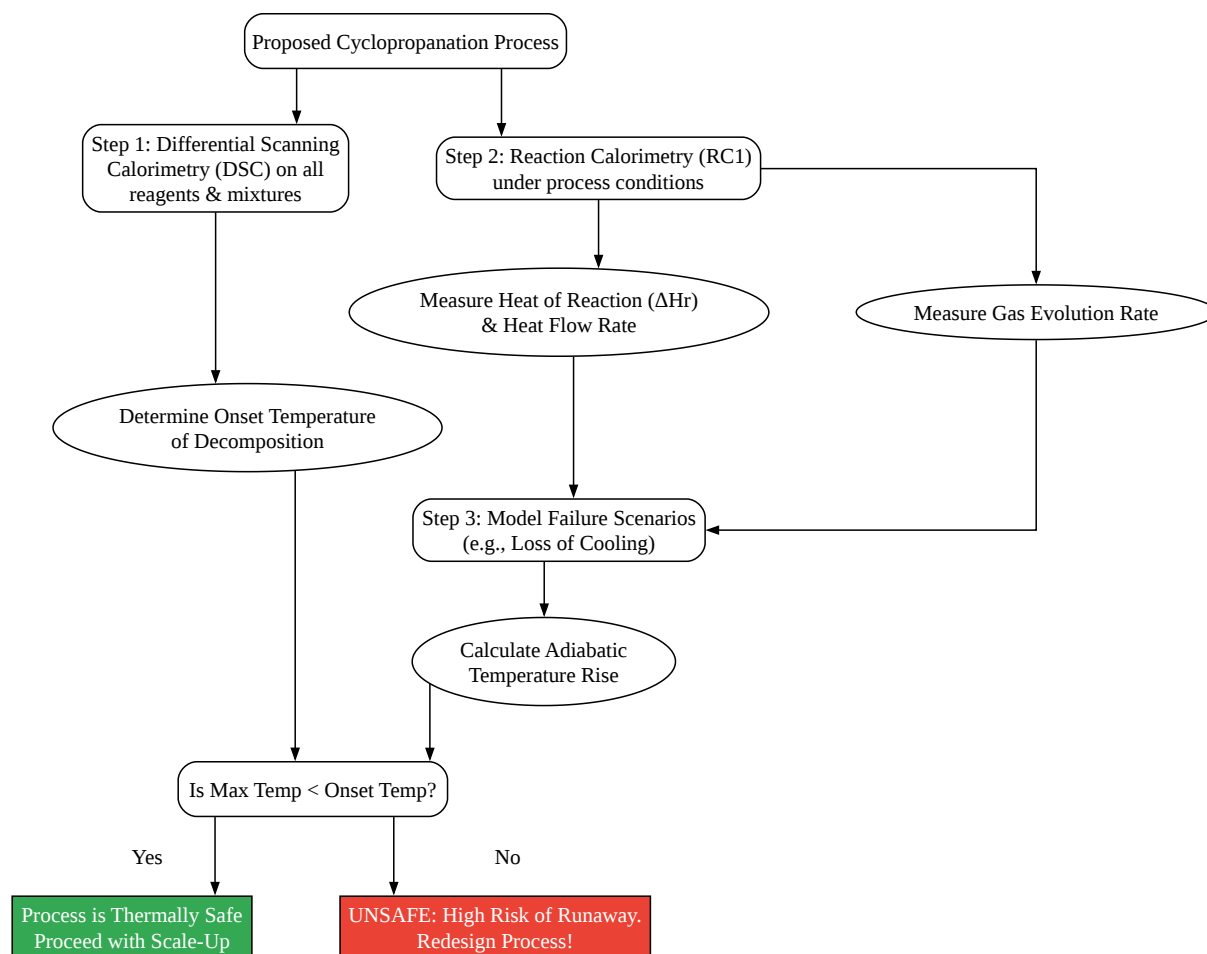 Proposed Cyclopropanation Process
Step 1: Differential Scanning
Calorimetry (DSC) on all
reagents & mixtures
Step 2: Reaction Calorimetry (RC1)
under process conditions
Measure Heat of Reaction (ΔHr)
& Heat Flow Rate
Measure Gas Evolution Rate
Determine Onset Temperature
of Decomposition
Step 3: Model Failure Scenarios
(e.g., Loss of Cooling)
Calculate Adiabatic
Temperature Rise
Is Max Temp < Onset Temp?
Yes
No
Process is Thermally Safe
Proceed with Scale-Up
UNSAFE: High Risk of Runaway.
Redesign Process!